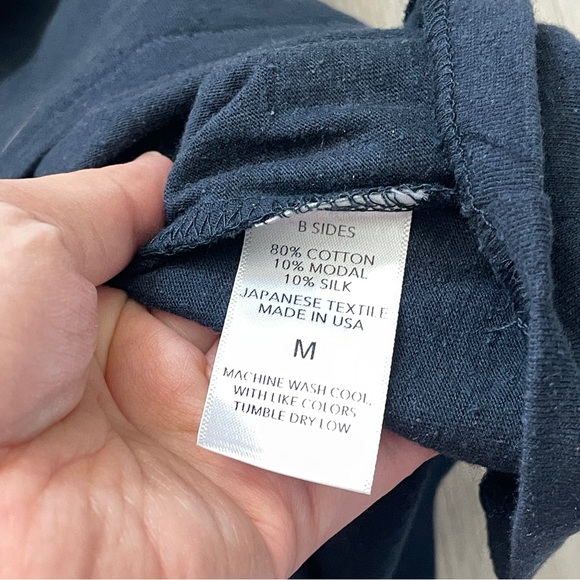 B SIDES
80% COTTON
10% MODAL
10% SILK
JAPANESE TEXTILE
MADE IN USA
M
MACHINE WASH COOL,
WITH LIKE COLORS
TUMBLE DRY LOW